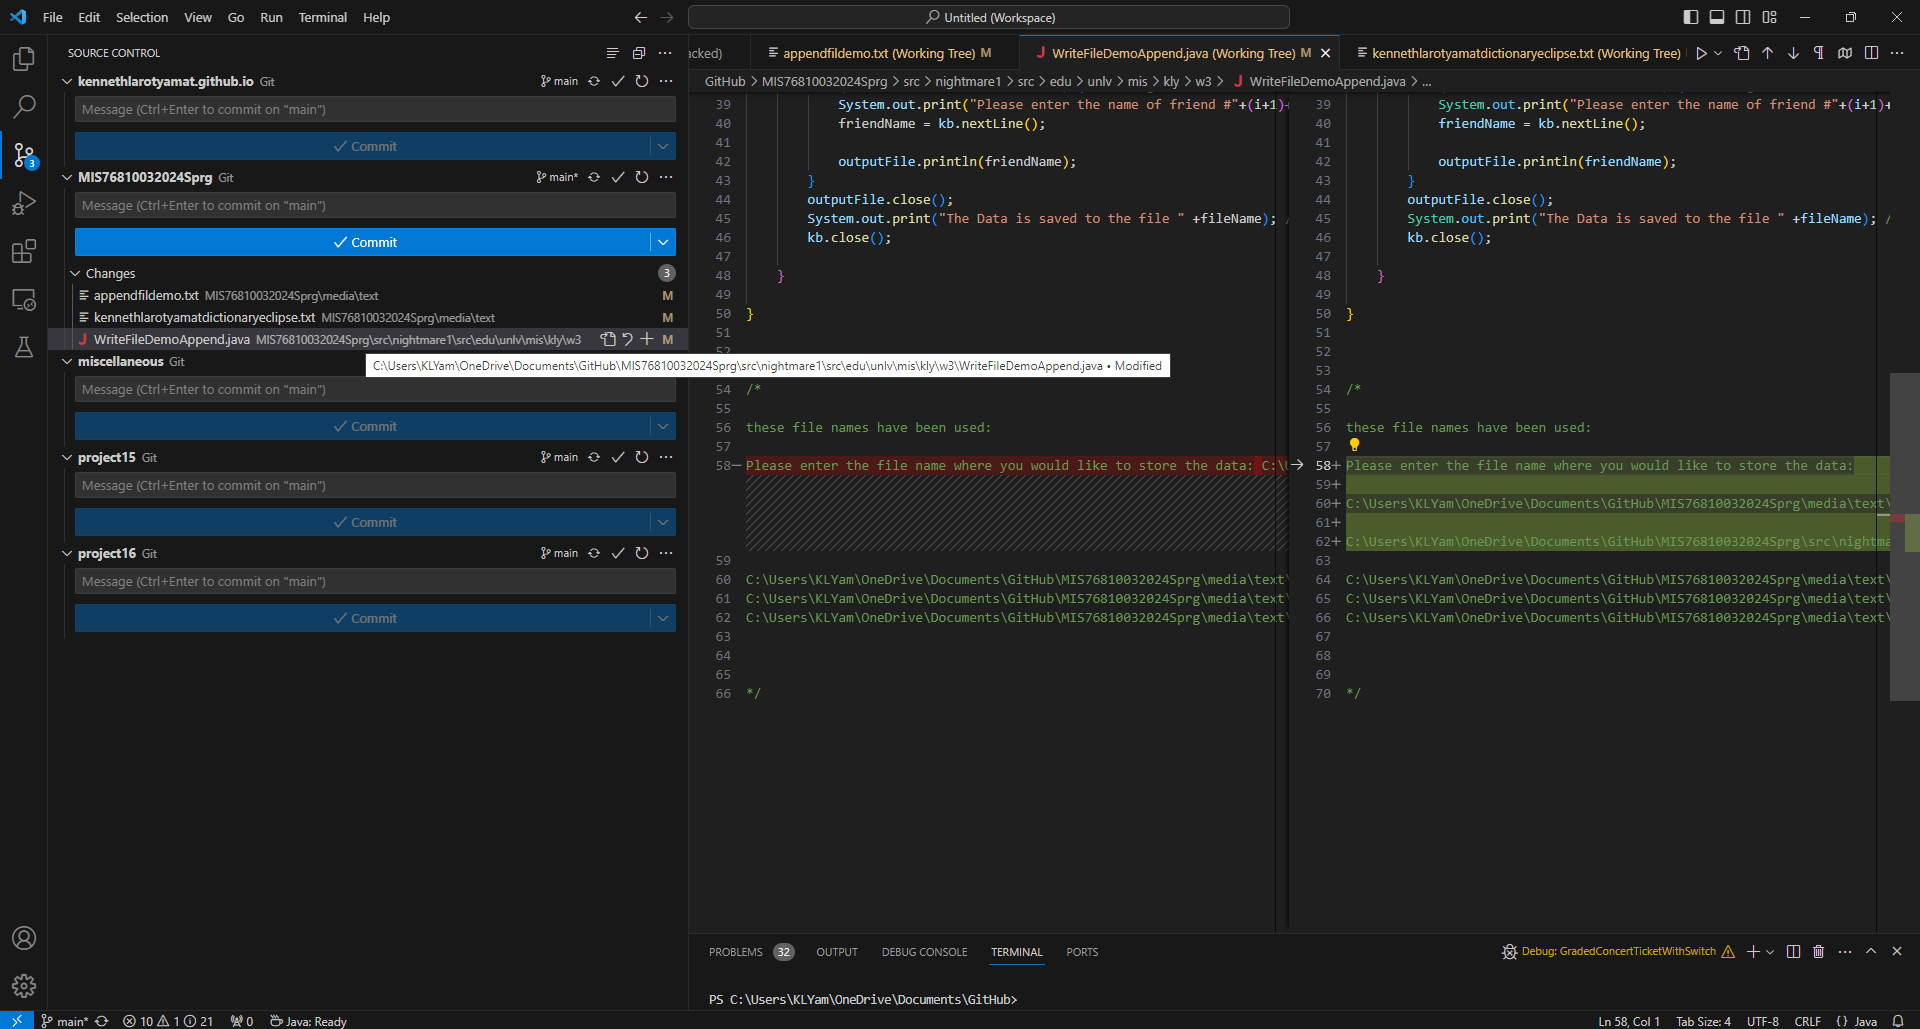 File Edit Selection View Go Run Terminal Help
Untitled (Workspace)
SOURCE CONTROL
kennethlarotyamat.github.io Git main
Message (Ctrl+Enter to commit on "main")
Commit
MIS76810032024Sprg Git main*
Message (Ctrl+Enter to commit on "main")
Commit
Changes 3
appendfildemo.txt MIS76810032024Sprg\media\text M
kennethlarotyamatdictionaryeclipse.txt MIS76810032024Sprg\media\text M
WriteFileDemoAppend.java MIS76810032024Sprg\src\nightmare1\src\edu\unlv\mis\kly\w3 M
C:\Users\KLYam\OneDrive\Documents\GitHub\MIS76810032024Sprg\src\nightmare1\src\edu\unlv\mis\kly\w3\WriteFileDemoAppend.java • Modified
miscellaneous Git
Message (Ctrl+Enter to commit on "main")
Commit
project15 Git main
Message (Ctrl+Enter to commit on "main")
Commit
project16 Git main
Message (Ctrl+Enter to commit on "main")
Commit
3
acked) appendfildemo.txt (Working Tree) M WriteFileDemoAppend.java (Working Tree) M kennethlarotyamatdictionaryeclipse.txt (Working Tree)
GitHub > MIS76810032024Sprg > src > nightmare1 > src > edu > unlv > mis > kly > w3 > WriteFileDemoAppend.java > ...
39 System.out.print("Please enter the name of friend #"+(i+1)+
40 friendName = kb.nextLine();
41
42 outputFile.println(friendName);
43 }
44 outputFile.close();
45 System.out.print("The Data is saved to the file " +fileName); /
46 kb.close();
47
48 }
49
50 }
51
52
54 /*
55
56 these file names have been used:
57
58— Please enter the file name where you would like to store the data: C:\U
59
60 C:\Users\KLYam\OneDrive\Documents\GitHub\MIS76810032024Sprg\media\text\
61 C:\Users\KLYam\OneDrive\Documents\GitHub\MIS76810032024Sprg\media\text\
62 C:\Users\KLYam\OneDrive\Documents\GitHub\MIS76810032024Sprg\media\text\
63
64
65
66 */
39 System.out.print("Please enter the name of friend #"+(i+1)+
40 friendName = kb.nextLine();
41
42 outputFile.println(friendName);
43 }
44 outputFile.close();
45 System.out.print("The Data is saved to the file " +fileName); /
46 kb.close();
47
48 }
49
50 }
51
52
53
54 /*
55
56 these file names have been used:
57
58+ Please enter the file name where you would like to store the data:
59+
60+ C:\Users\KLYam\OneDrive\Documents\GitHub\MIS76810032024Sprg\media\text\
61+
62+ C:\Users\KLYam\OneDrive\Documents\GitHub\MIS76810032024Sprg\src\nightma
63
64 C:\Users\KLYam\OneDrive\Documents\GitHub\MIS76810032024Sprg\media\text\
65 C:\Users\KLYam\OneDrive\Documents\GitHub\MIS76810032024Sprg\media\text\
66 C:\Users\KLYam\OneDrive\Documents\GitHub\MIS76810032024Sprg\media\text\
67
68
69
70 */
PROBLEMS 32 OUTPUT DEBUG CONSOLE TERMINAL PORTS
Debug: GradedConcertTicketWithSwitch
PS C:\Users\KLYam\OneDrive\Documents\GitHub>
main* 10 1 21 0 Java: Ready
Ln 58, Col 1 Tab Size: 4 UTF-8 CRLF {} Java